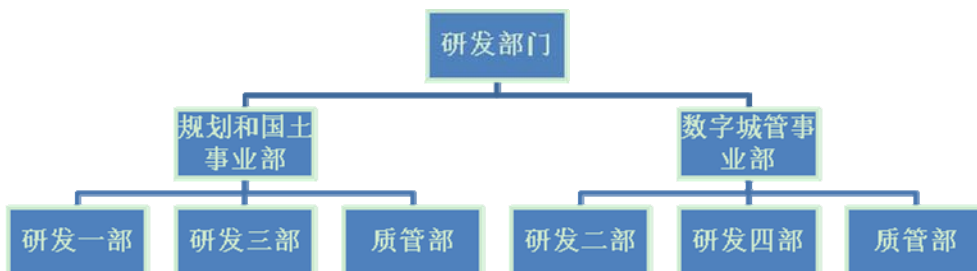 研发部门
规划和国土
事业部
数字城管事
业部
研发一部
研发三部
质管部
研发二部
研发四部
质管部